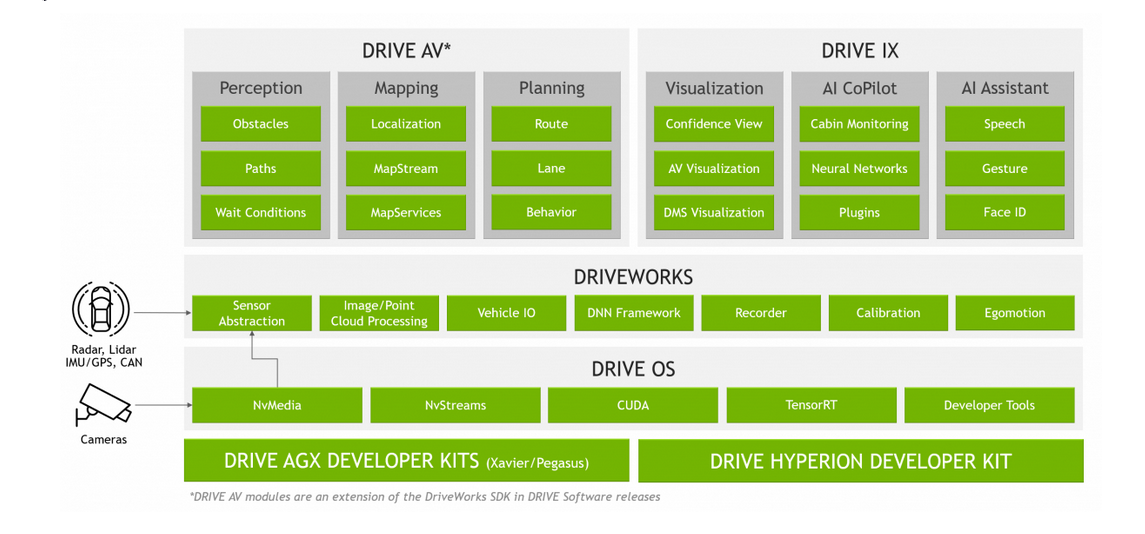 DRIVE AV*
Perception
Obstacles
Paths
Wait Conditions
Mapping
Localization
MapStream
MapServices
Planning
Route
Lane
Behavior
DRIVE IX
Visualization
Confidence View
AV Visualization
DMS Visualization
AI CoPilot
Cabin Monitoring
Neural Networks
Plugins
AI Assistant
Speech
Gesture
Face ID
Radar, Lidar
IMU/GPS, CAN
DRIVEWORKS
Sensor
Abstraction
Image/Point
Cloud Processing
Vehicle IO
DNN Framework
Recorder
Calibration
Egomotion
Cameras
DRIVE OS
NvMedia
NvStreams
CUDA
TensorRT
Developer Tools
DRIVE AGX DEVELOPER KITS (Xavier/Pegasus)
DRIVE HYPERION DEVELOPER KIT
*DRIVE AV modules are an extension of the DriveWorks SDK in DRIVE Software releases